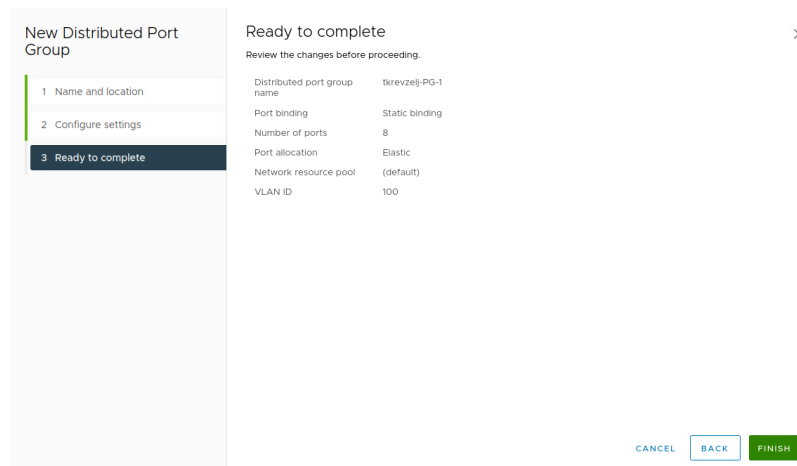 New Distributed Port
Group
1 Name and location
2 Configure settings
3 Ready to complete
Ready to complete
Review the changes before proceeding.
Distributed port group
name
tkrevzelj-PG-1
Port binding Static binding
Number of ports 8
Port allocation Elastic
Network resource pool (default)
VLAN ID 100
CANCEL BACK FINISH